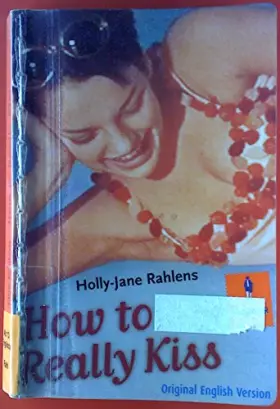 Holly-Jane Rahlens
How to
Really Kiss
Original English Version